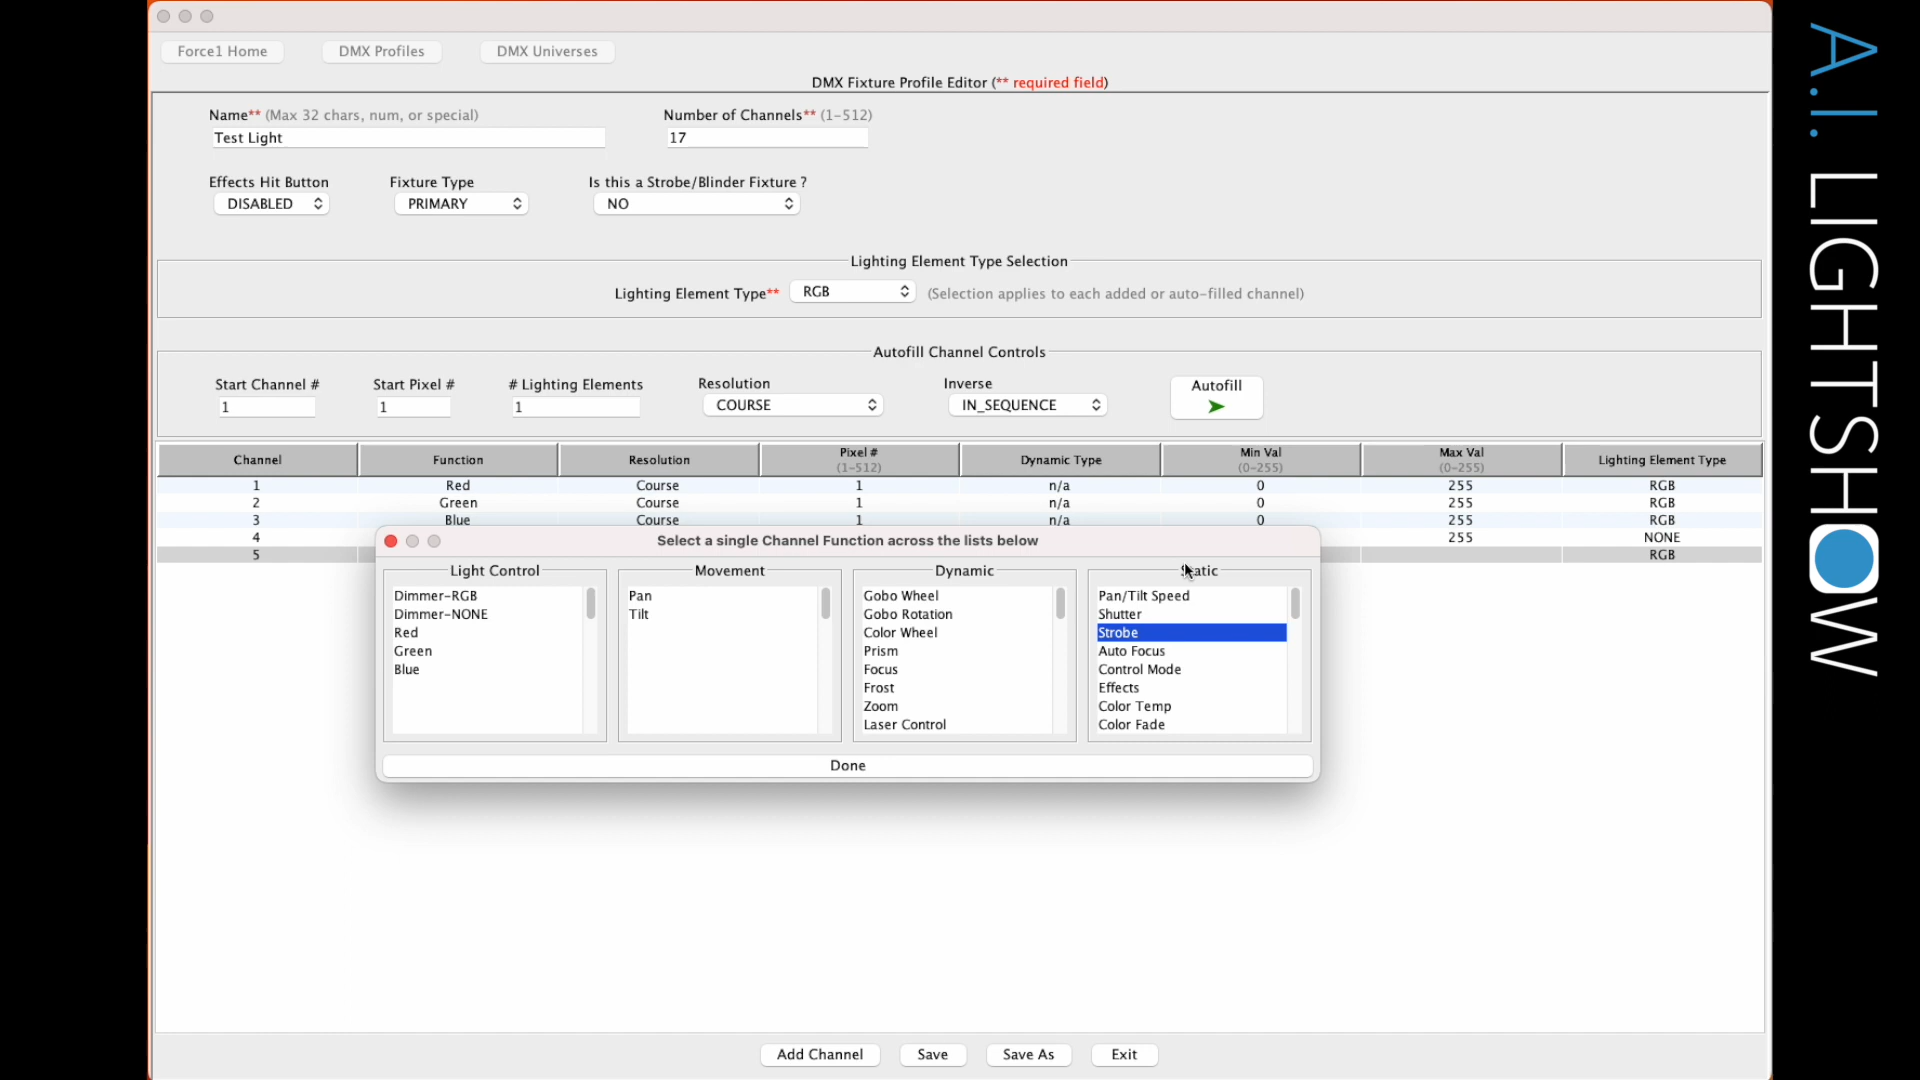 Force1 Home
DMX Profiles
DMX Universes
DMX Fixture Profile Editor (** required field)
Name** (Max 32 chars, num, or special)
Number of Channels** (1-512)
Test Light
17
Effects Hit Button
Fixture Type
Is this a Strobe/Blinder Fixture ?
DISABLED
PRIMARY
NO
Lighting Element Type Selection
Lighting Element Type** RGB (Selection applies to each added or auto-filled channel)
Autofill Channel Controls
Start Channel #
Start Pixel #
# Lighting Elements
Resolution
Inverse
Autofill
1
1
1
COURSE
IN_SEQUENCE
Channel Function Resolution Pixel # (1-512) Dynamic Type Min Val (0-255) Max Val (0-255) Lighting Element Type
1 Red Course 1 n/a 0 255 RGB
2 Green Course 1 n/a 0 255 RGB
3 Blue Course 1 n/a 0 255 RGB
4 255 NONE
5 RGB
Select a single Channel Function across the lists below
Light Control
Dimmer-RGB
Dimmer-NONE
Red
Green
Blue
Movement
Pan
Tilt
Dynamic
Gobo Wheel
Gobo Rotation
Color Wheel
Prism
Focus
Frost
Zoom
Laser Control
Static
Pan/Tilt Speed
Shutter
Strobe
Auto Focus
Control Mode
Effects
Color Temp
Color Fade
Done
Add Channel
Save
Save As
Exit
A.I. LIGHTSHOW